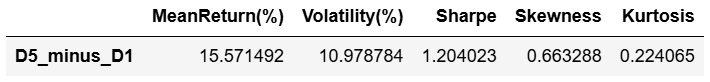 MeanReturn(%) Volatility(%) Sharpe Skewness Kurtosis
D5_minus_D1 15.571492 10.978784 1.204023 0.663288 0.224065